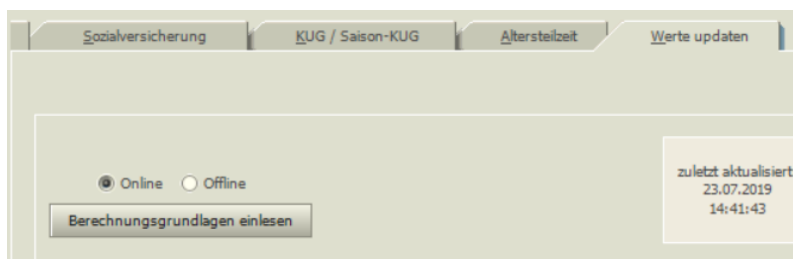 Sozialversicherung KUG / Saison-KUG Altersteilzeit Werte updaten
zuletzt aktualisiert
23.07.2019
14:41:43
Online Offline
Berechnungsgrundlagen einlesen